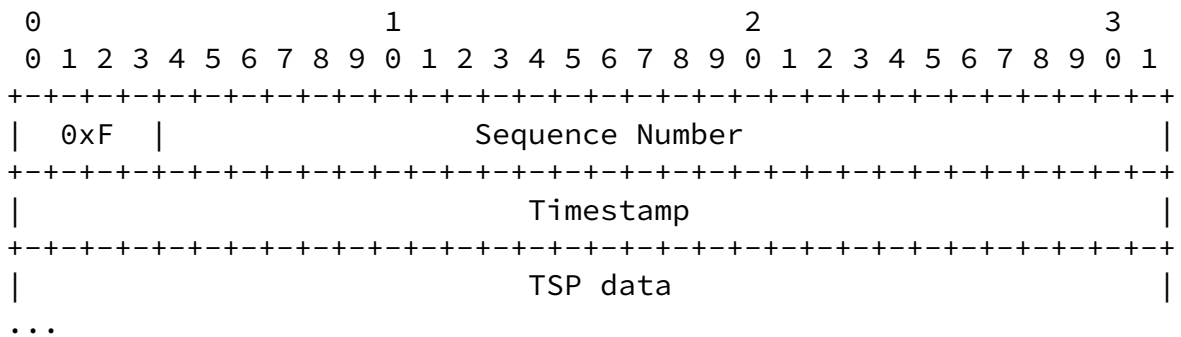 0                   1                   2                   3
 0 1 2 3 4 5 6 7 8 9 0 1 2 3 4 5 6 7 8 9 0 1 2 3 4 5 6 7 8 9 0 1
+-+-+-+-+-+-+-+-+-+-+-+-+-+-+-+-+-+-+-+-+-+-+-+-+-+-+-+-+-+-+-+-+
|  0xF  |                 Sequence Number                       |
+-+-+-+-+-+-+-+-+-+-+-+-+-+-+-+-+-+-+-+-+-+-+-+-+-+-+-+-+-+-+-+-+
|                            Timestamp                          |
+-+-+-+-+-+-+-+-+-+-+-+-+-+-+-+-+-+-+-+-+-+-+-+-+-+-+-+-+-+-+-+-+
|                            TSP data                           |
...